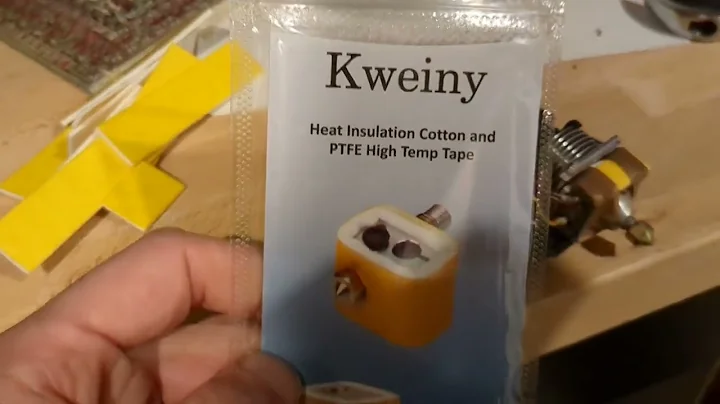 Kweiny
Heat Insulation Cotton and
PTFE High Temp Tape